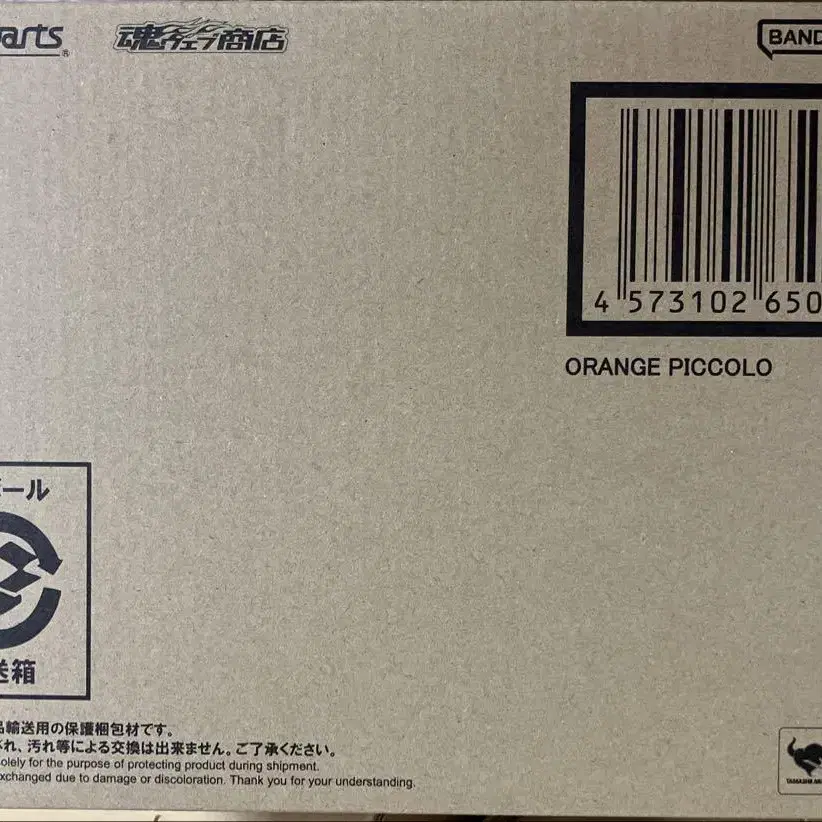 arts
魂ウェブ商店
BAND
4 573102 650
ORANGE PICCOLO
ボール
送箱
品輸送用の保護梱包材です。
れ、汚れ等による交換は出来ません。ご了承ください。
solely for the purpose of protecting product during shipment.
exchanged due to damage or discoloration. Thank you for your understanding.